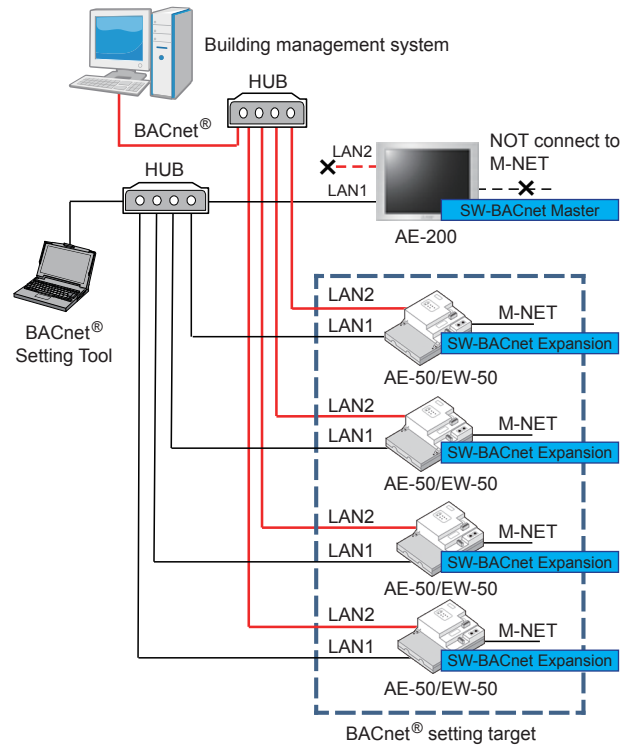 Building management system
HUB
BACnet®
LAN2
NOT connect to
M-NET
HUB
LAN1
SW-BACnet Master
AE-200
BACnet®
Setting Tool
LAN2
M-NET
LAN1
SW-BACnet Expansion
AE-50/EW-50
LAN2
M-NET
LAN1
SW-BACnet Expansion
AE-50/EW-50
LAN2
M-NET
LAN1
SW-BACnet Expansion
AE-50/EW-50
LAN2
M-NET
LAN1
SW-BACnet Expansion
AE-50/EW-50
BACnet® setting target